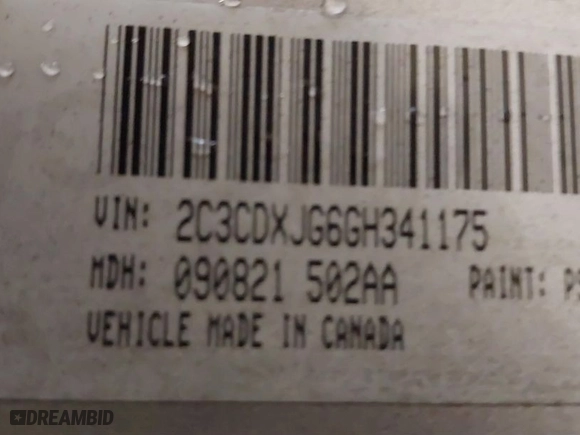 VIN: 2C3CDXJG6GH341175
MDH: 090821 502AA PAINT:
VEHICLE MADE IN CANADA
DREAMBID